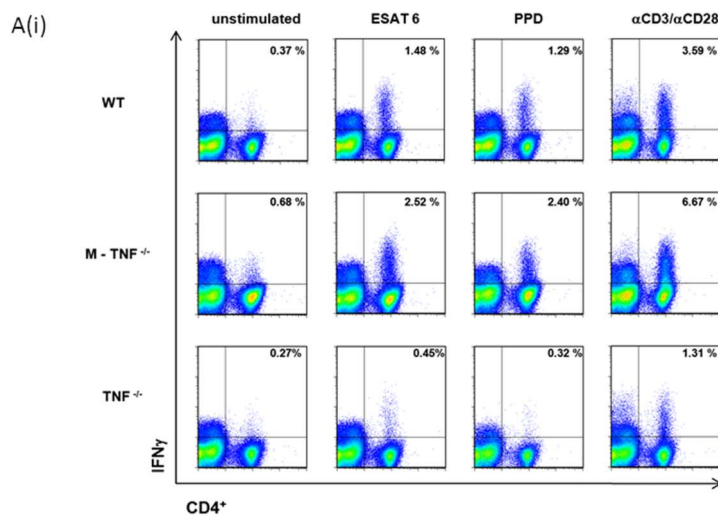 A(i)
unstimulated ESAT 6 PPD αCD3/αCD28
WT 0.37 % 1.48 % 1.29 % 3.59 %
M - TNF -/- 0.68 % 2.52 % 2.40 % 6.67 %
TNF -/- 0.27% 0.45% 0.32 % 1.31 %
IFNγ
CD4+